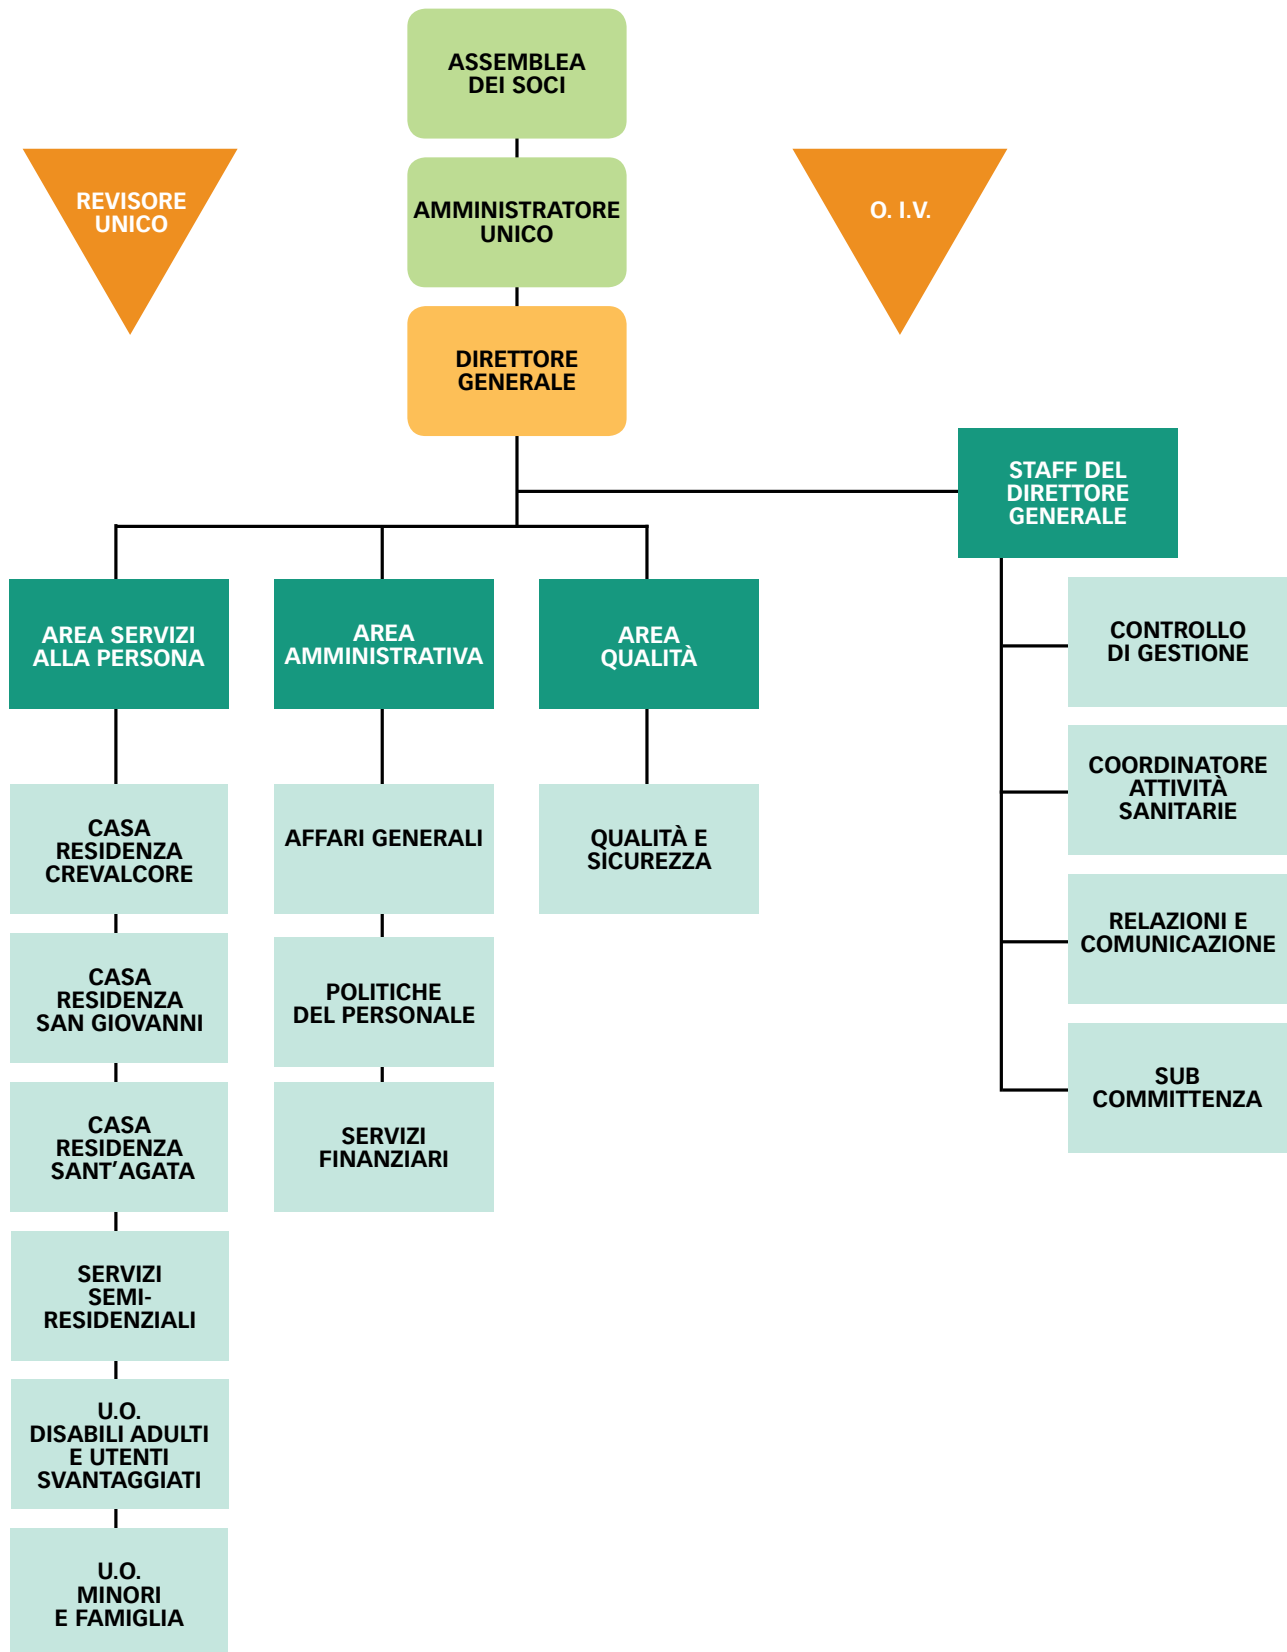 ASSEMBLEA
DEI SOCI
REVISORE
UNICO
AMMINISTRATORE
UNICO
O. I.V.
DIRETTORE
GENERALE
STAFF DEL
DIRETTORE
GENERALE
AREA SERVIZI
ALLA PERSONA
AREA
AMMINISTRATIVA
AREA
QUALITÀ
CONTROLLO
DI GESTIONE
COORDINATORE
ATTIVITÀ
SANITARIE
RELAZIONI E
COMUNICAZIONE
SUB
COMMITTENZA
CASA
RESIDENZA
CREVALCORE
CASA
RESIDENZA
SAN GIOVANNI
CASA
RESIDENZA
SANT'AGATA
SERVIZI
SEMI-
RESIDENZIALI
U.O.
DISABILI ADULTI
E UTENTI
SVANTAGGIATI
U.O.
MINORI
E FAMIGLIA
AFFARI GENERALI
POLITICHE
DEL PERSONALE
SERVIZI
FINANZIARI
QUALITÀ E
SICUREZZA